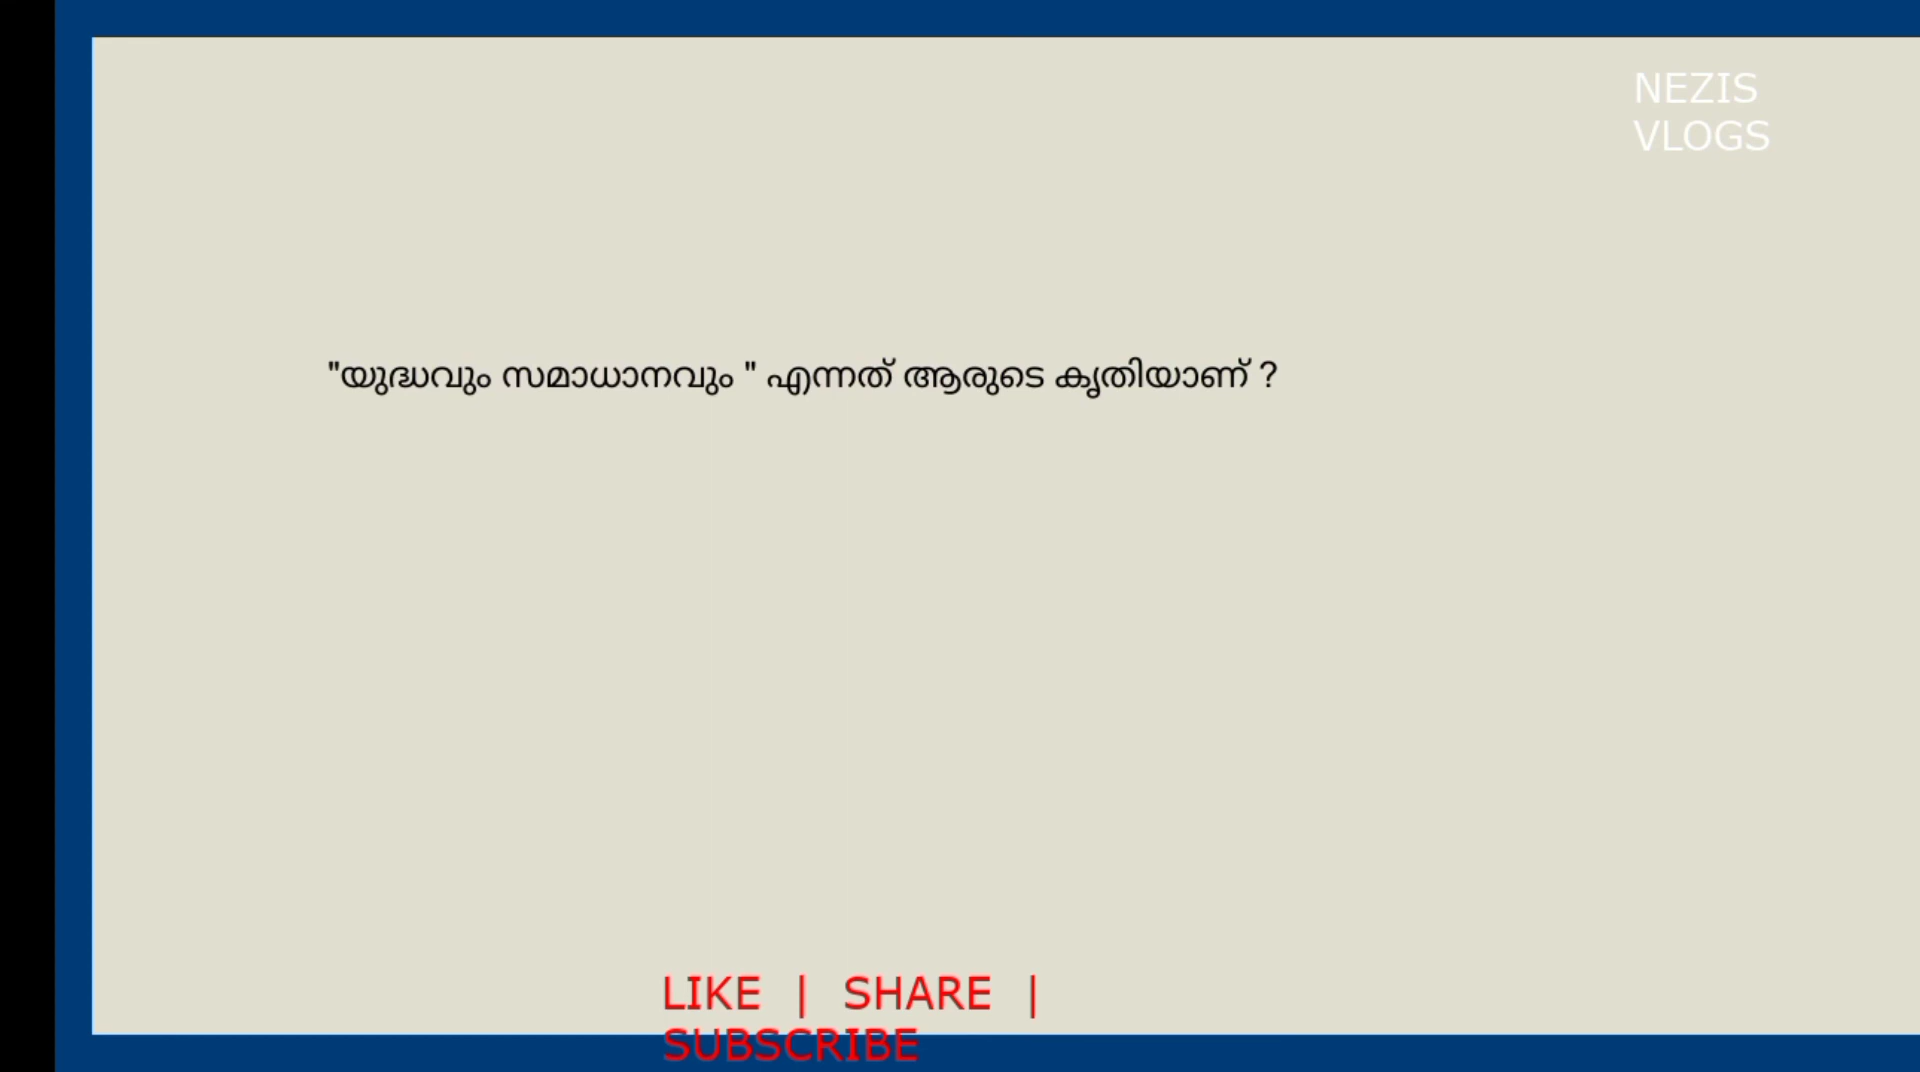 NEZIS
VLOGS
"യുദ്ധവും സമാധാനവും " എന്നത് ആരുടെ കൃതിയാണ് ?
LIKE | SHARE |
SUBSCRIBE